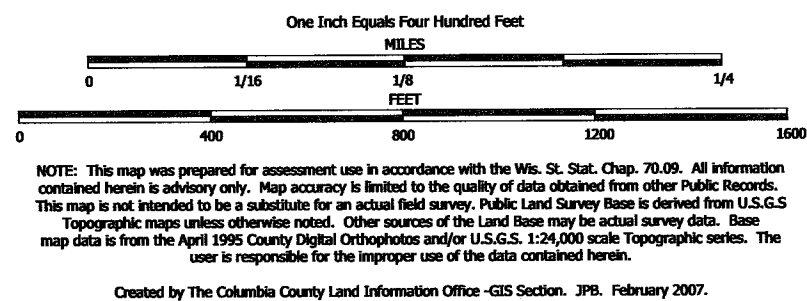 One Inch Equals Four Hundred Feet
MILES
0 1/16 1/8 1/4
FEET
0 400 800 1200 1600
NOTE: This map was prepared for assessment use in accordance with the Wis. St. Stat. Chap. 70.09. All information
contained herein is advisory only. Map accuracy is limited to the quality of data obtained from other Public Records.
This map is not intended to be a substitute for an actual field survey. Public Land Survey Base is derived from U.S.G.S
Topographic maps unless otherwise noted. Other sources of the Land Base may be actual survey data. Base
map data is from the April 1995 County Digital Orthophotos and/or U.S.G.S. 1:24,000 scale Topographic series. The
user is responsible for the improper use of the data contained herein.
Created by The Columbia County Land Information Office -GIS Section. JPB. February 2007.